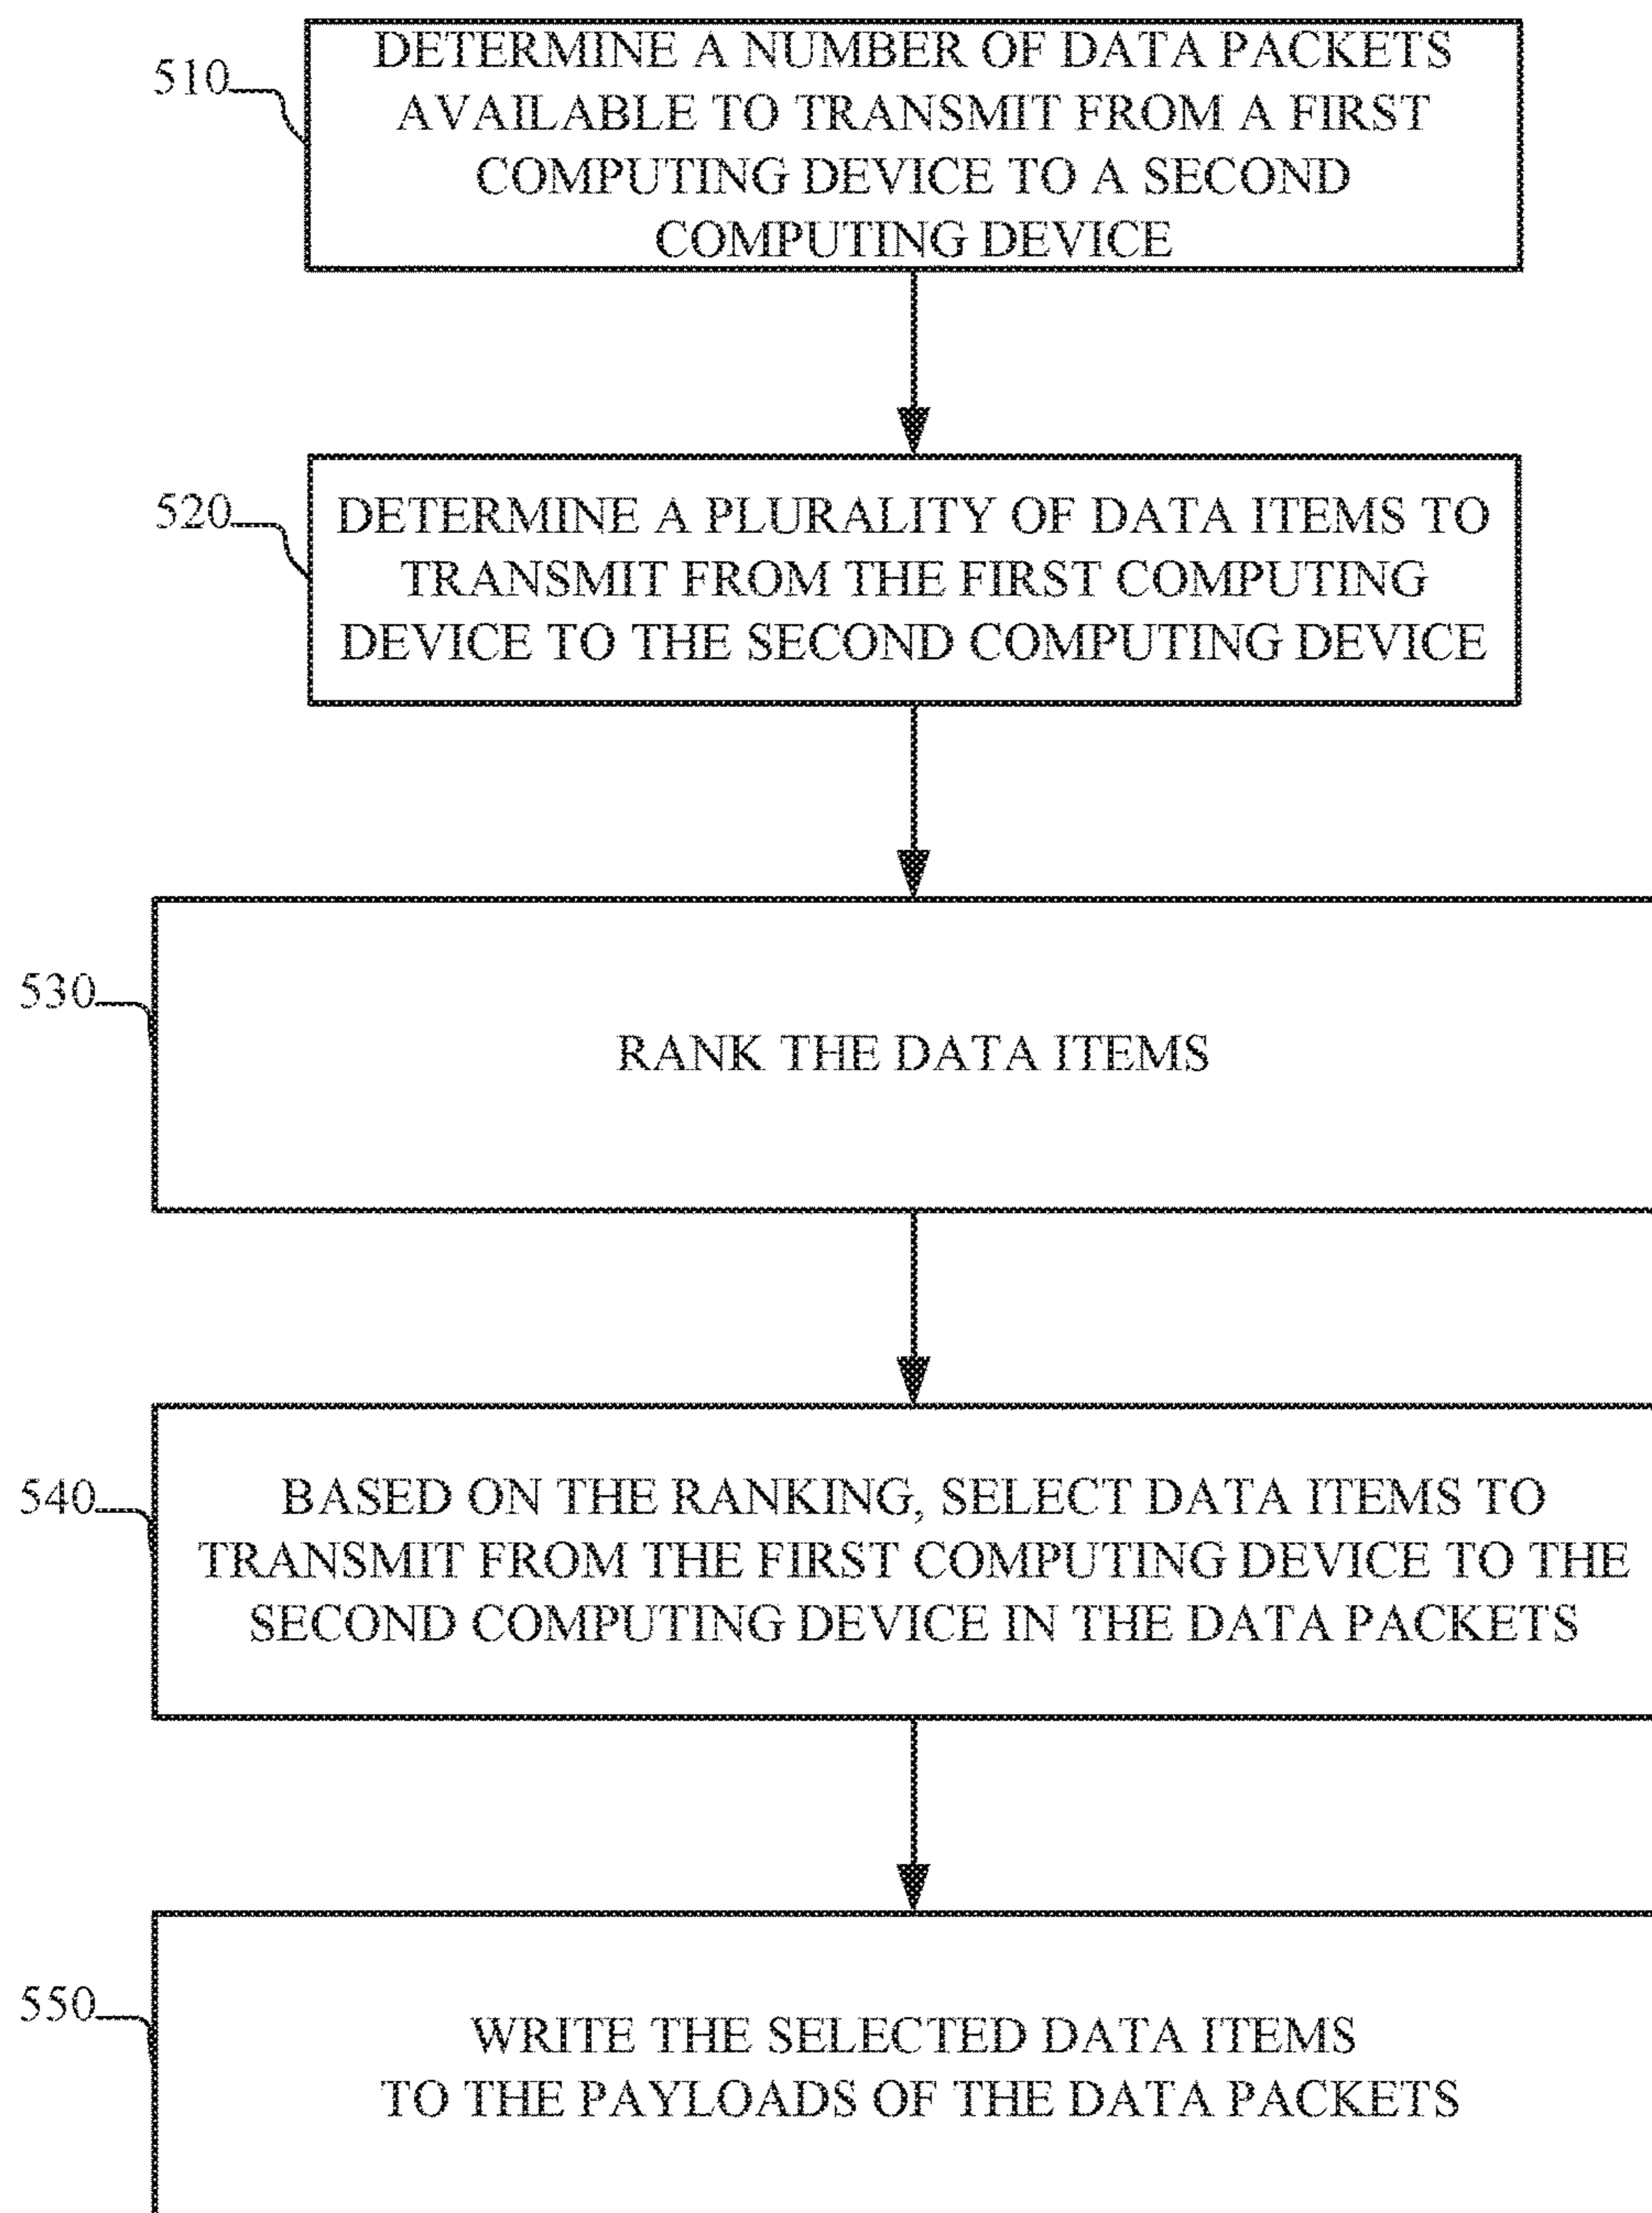 510
DETERMINE A NUMBER OF DATA PACKETS
AVAILABLE TO TRANSMIT FROM A FIRST
COMPUTING DEVICE TO A SECOND
COMPUTING DEVICE
520
DETERMINE A PLURALITY OF DATA ITEMS TO
TRANSMIT FROM THE FIRST COMPUTING
DEVICE TO THE SECOND COMPUTING DEVICE
530
RANK THE DATA ITEMS
540
BASED ON THE RANKING, SELECT DATA ITEMS TO
TRANSMIT FROM THE FIRST COMPUTING DEVICE TO THE
SECOND COMPUTING DEVICE IN THE DATA PACKETS
550
WRITE THE SELECTED DATA ITEMS
TO THE PAYLOADS OF THE DATA PACKETS